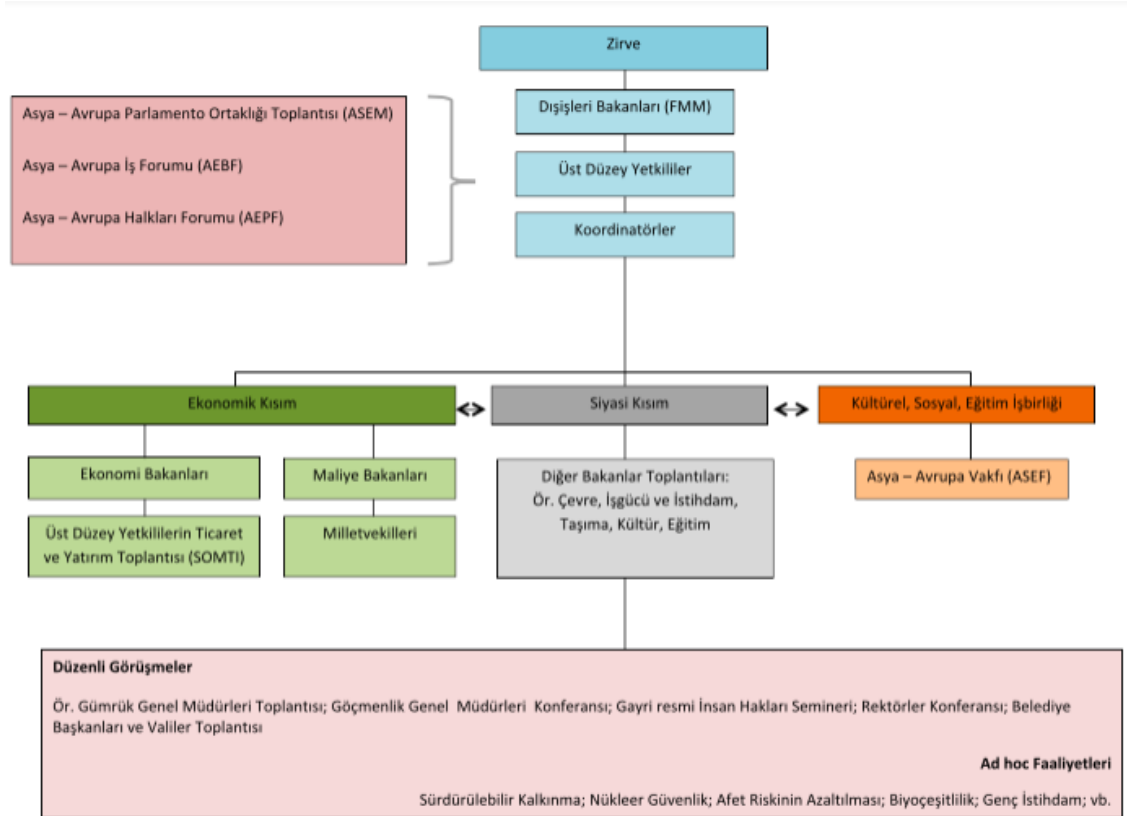 Zirve
Dışişleri Bakanları (FMM)
Üst Düzey Yetkililer
Koordinatörler
Asya – Avrupa Parlamento Ortaklığı Toplantısı (ASEM)
Asya – Avrupa İş Forumu (AEBF)
Asya – Avrupa Halkları Forumu (AEPF)
Ekonomik Kısım
Siyasi Kısım
Kültürel, Sosyal, Eğitim İşbirliği
Ekonomi Bakanları
Maliye Bakanları
Diğer Bakanlar Toplantıları:
Ör. Çevre, İşgücü ve İstihdam,
Taşıma, Kültür, Eğitim
Asya – Avrupa Vakfı (ASEF)
Üst Düzey Yetkililerin Ticaret
ve Yatırım Toplantısı (SOMTI)
Milletvekilleri
Düzenli Görüşmeler
Ör. Gümrük Genel Müdürleri Toplantısı; Göçmenlik Genel Müdürleri Konferansı; Gayri resmi İnsan Hakları Semineri; Rektörler Konferansı; Belediye
Başkanları ve Valiler Toplantısı
Ad hoc Faaliyetleri
Sürdürülebilir Kalkınma; Nükleer Güvenlik; Afet Riskinin Azaltılması; Biyoçeşitlilik; Genç İstihdam; vb.